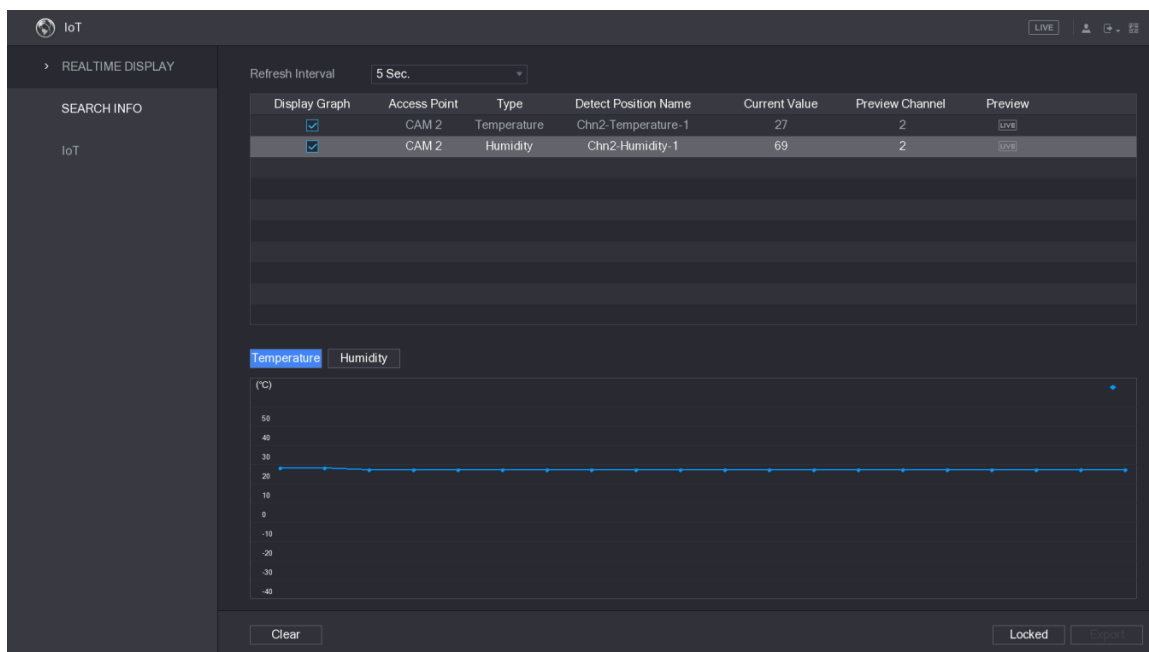 IoT LIVE
REALTIME DISPLAY
SEARCH INFO
IoT
Refresh Interval 5 Sec.
Display Graph Access Point Type Detect Position Name Current Value Preview Channel Preview
CAM 2 Temperature Chn2-Temperature-1 27 2 LIVE
CAM 2 Humidity Chn2-Humidity-1 69 2 LIVE
Temperature Humidity
(°C)
50
40
30
20
10
0
-10
-20
-30
-40
Clear Locked Export